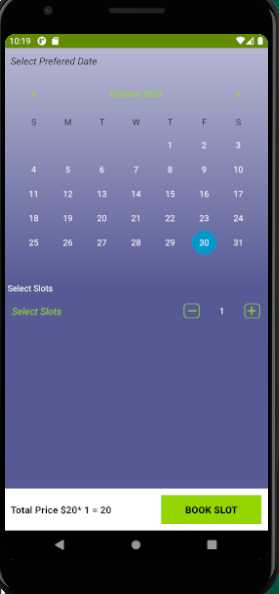 10:19
Select Prefered Date
October 2020
S M T W T F S
1 2 3
4 5 6 7 8 9 10
11 12 13 14 15 16 17
18 19 20 21 22 23 24
25 26 27 28 29 30 31
Select Slots
Select Slots 1
Total Price $20* 1 = 20 BOOK SLOT